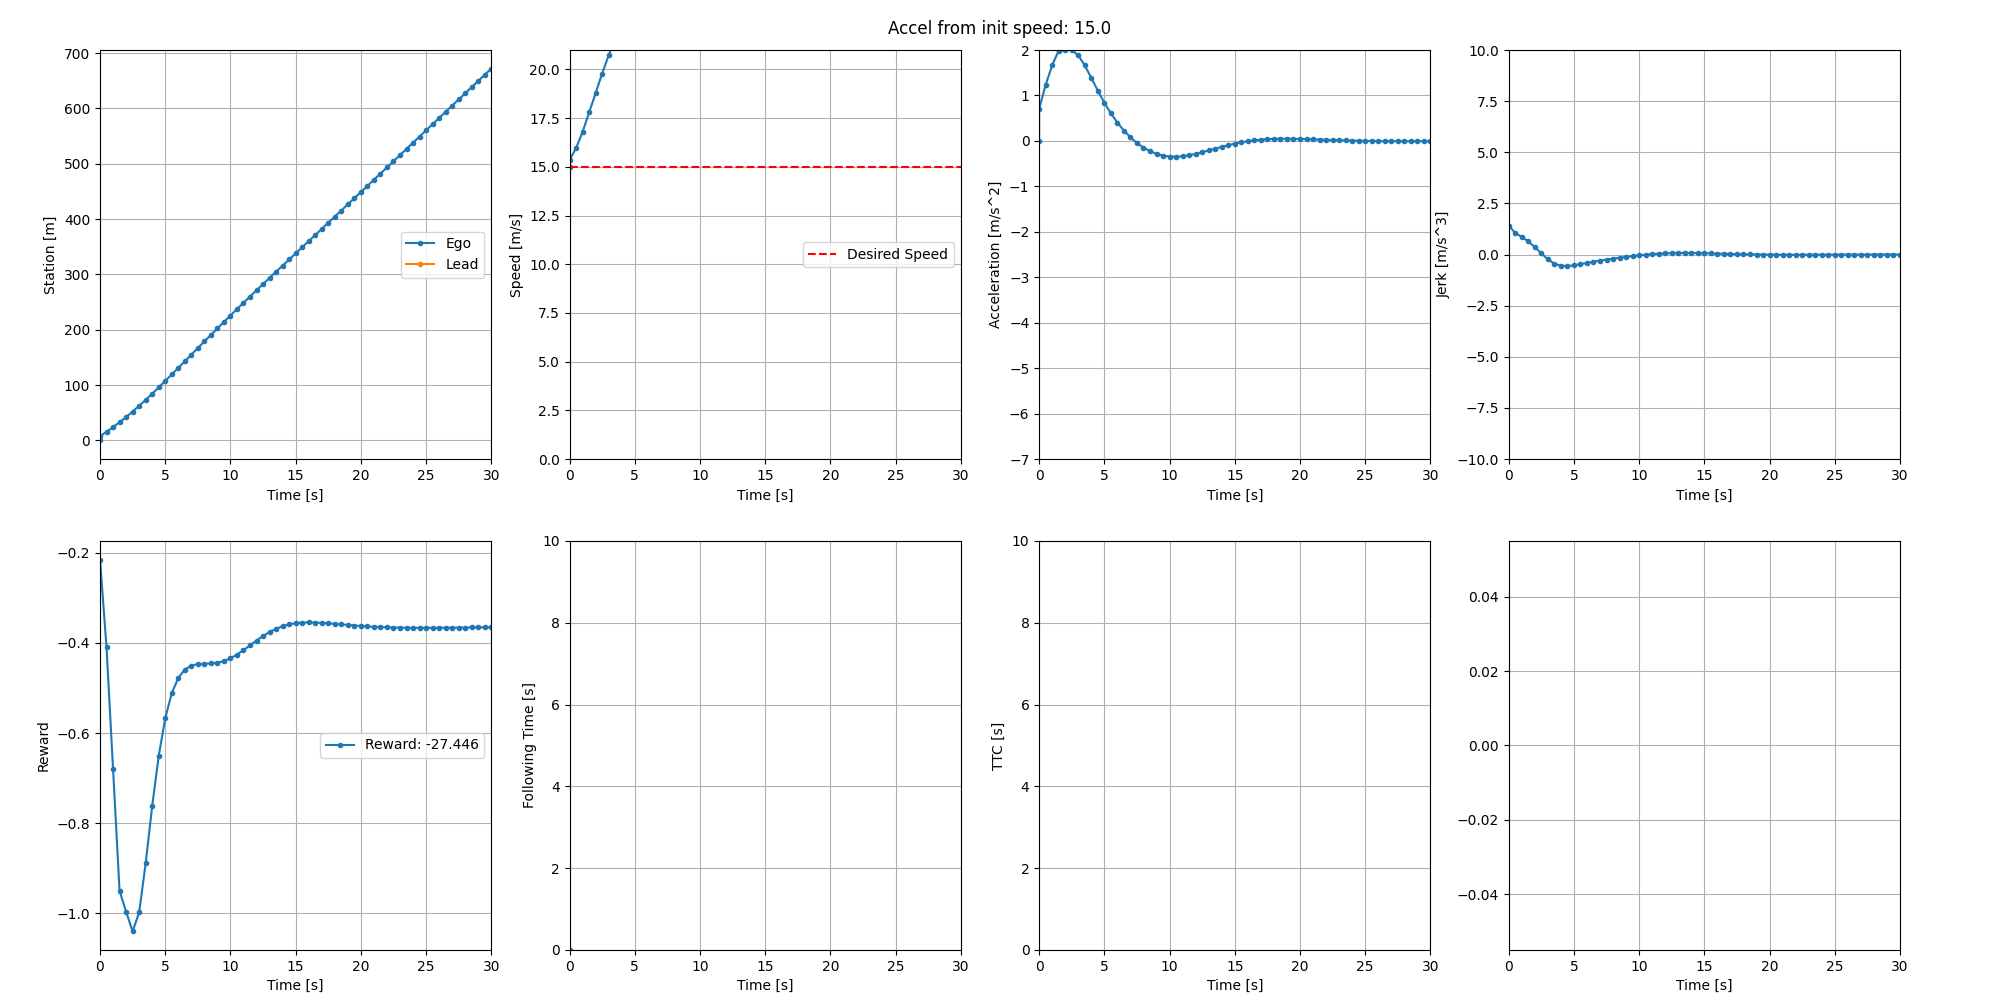 Accel from init speed: 15.0
Station [m]
700
600
500
400
300
200
100
0
Ego
Lead
0 5 10 15 20 25 30
Time [s]
Speed [m/s]
20.0
17.5
15.0
12.5
10.0
7.5
5.0
2.5
0.0
Desired Speed
0 5 10 15 20 25 30
Time [s]
Acceleration [m/s^2]
2
1
0
−1
−2
−3
−4
−5
−6
−7
0 5 10 15 20 25 30
Time [s]
Jerk [m/s^3]
10.0
7.5
5.0
2.5
0.0
−2.5
−5.0
−7.5
−10.0
0 5 10 15 20 25 30
Time [s]
Reward
−0.2
−0.4
−0.6
−0.8
−1.0
Reward: -27.446
0 5 10 15 20 25 30
Time [s]
Following Time [s]
10
8
6
4
2
0
0 5 10 15 20 25 30
Time [s]
TTC [s]
10
8
6
4
2
0
0 5 10 15 20 25 30
Time [s]
0.04
0.02
0.00
−0.02
−0.04
0 5 10 15 20 25 30
Time [s]